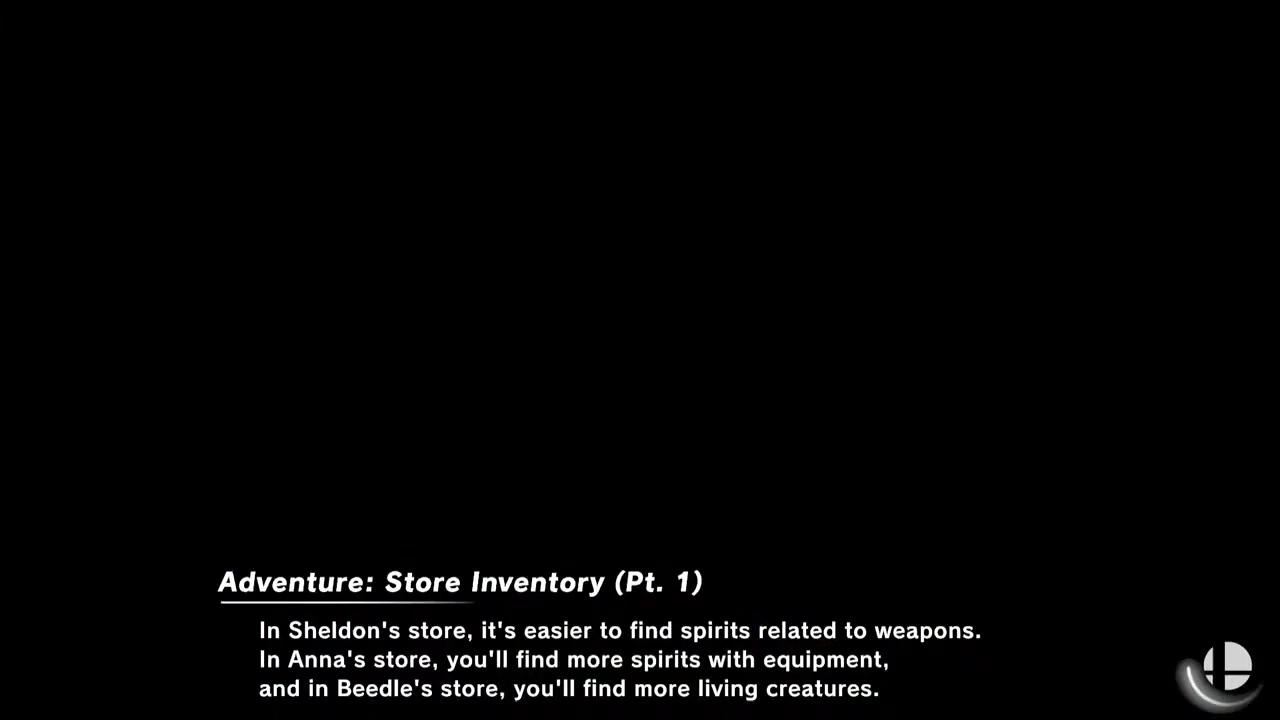 Adventure: Store Inventory (Pt. 1)
In Sheldon's store, it's easier to find spirits related to weapons.
In Anna's store, you'll find more spirits with equipment,
and in Beedle's store, you'll find more living creatures.